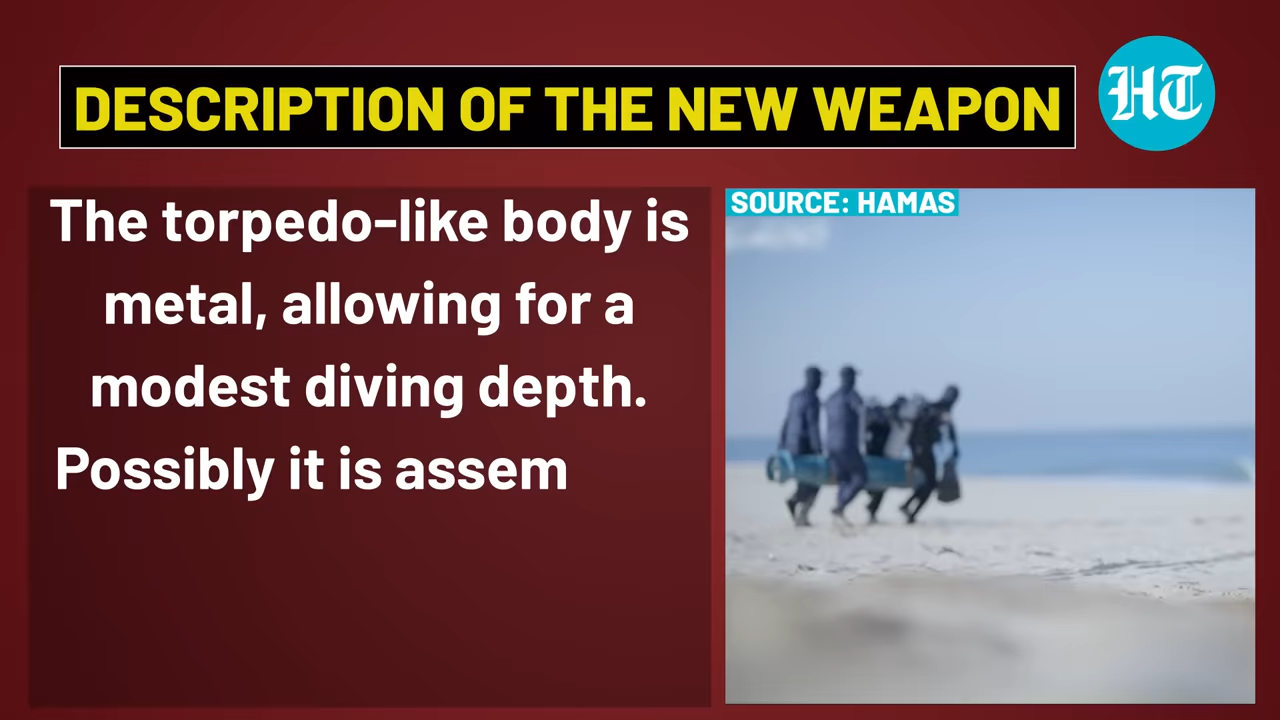 DESCRIPTION OF THE NEW WEAPON
HT
The torpedo-like body is
metal, allowing for a
modest diving depth.
Possibly it is assem
SOURCE: HAMAS